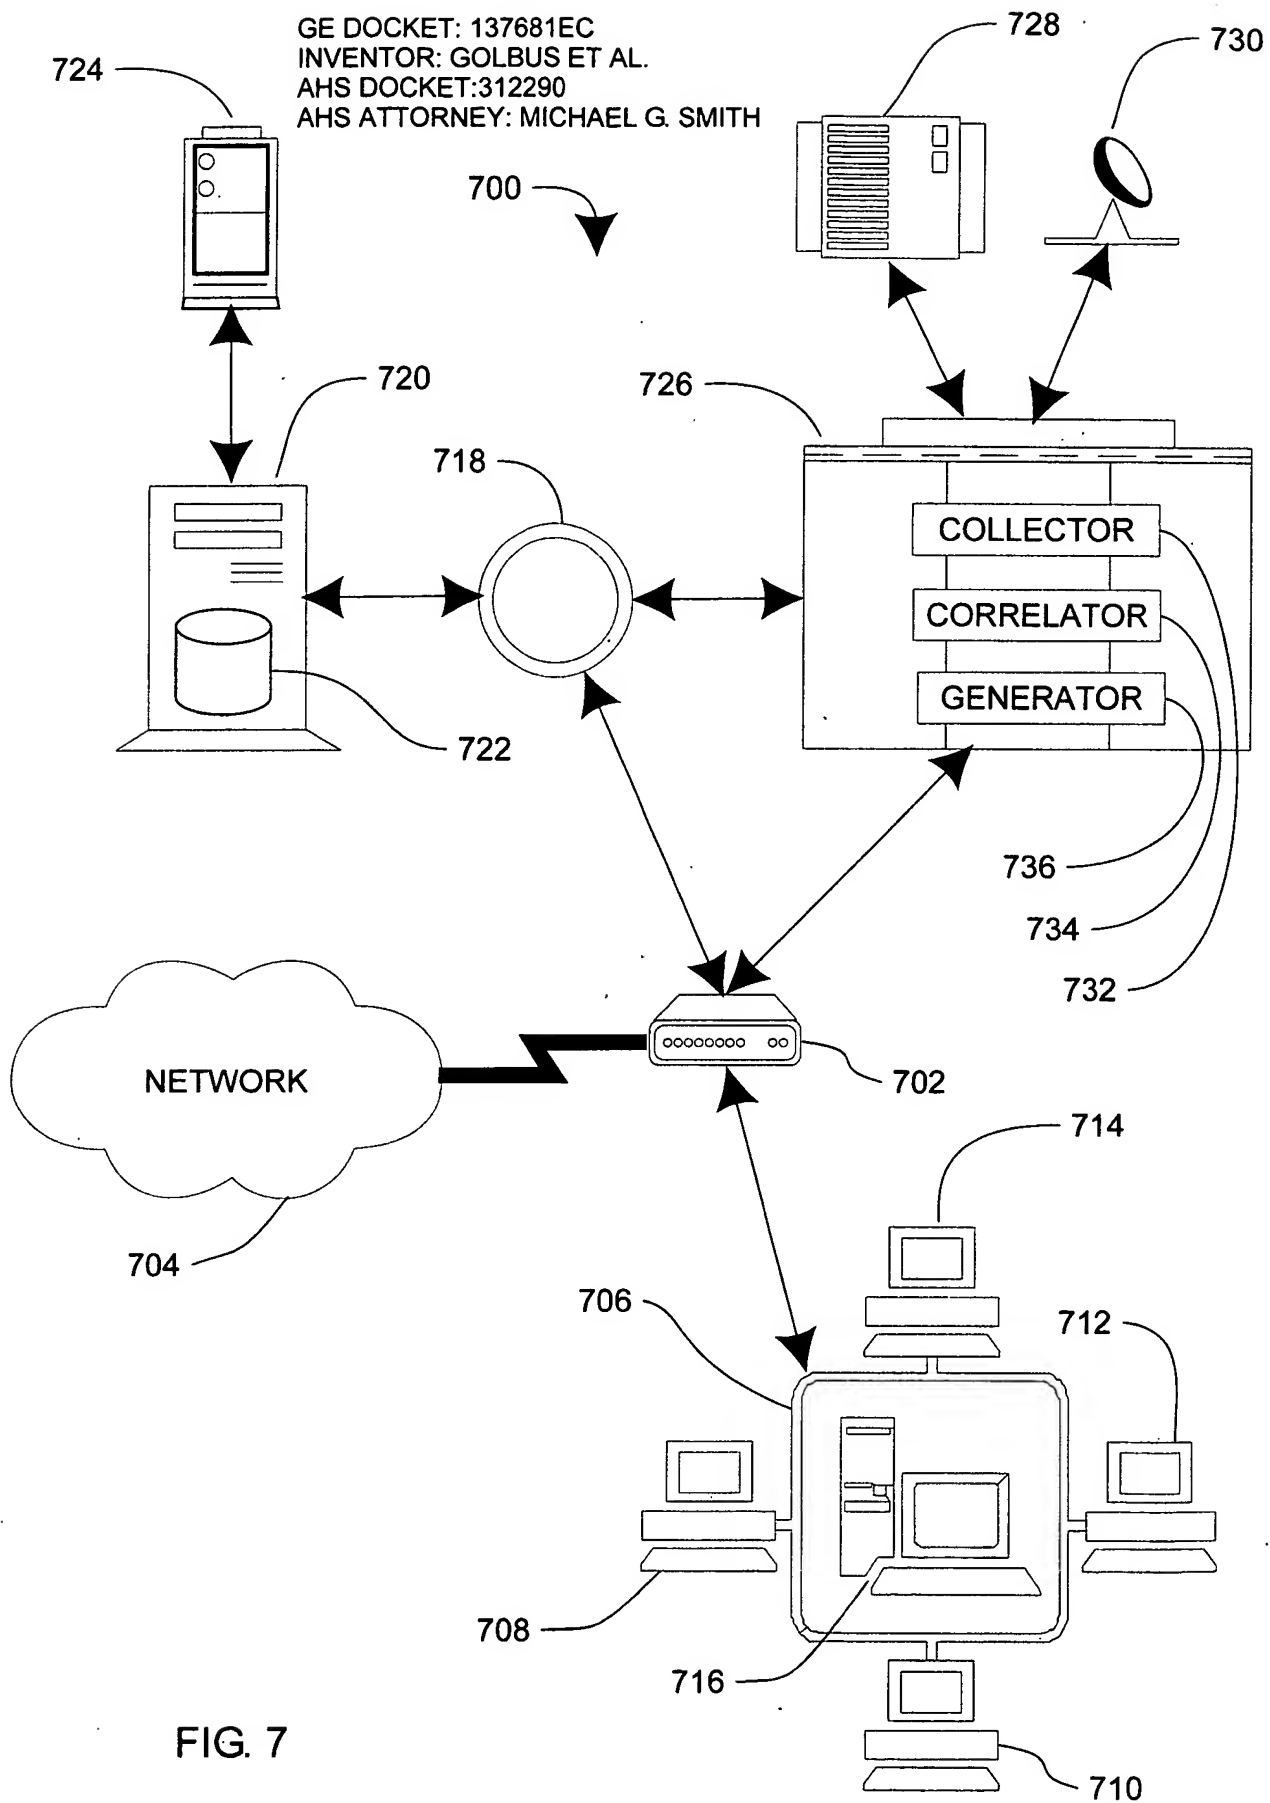 GE DOCKET: 137681EC
INVENTOR: GOLBUS ET AL.
AHS DOCKET:312290
AHS ATTORNEY: MICHAEL G. SMITH
724
728
730
700
720
726
718
COLLECTOR
CORRELATOR
GENERATOR
722
736
734
732
NETWORK
702
714
704
706
712
708
716
FIG. 7
710